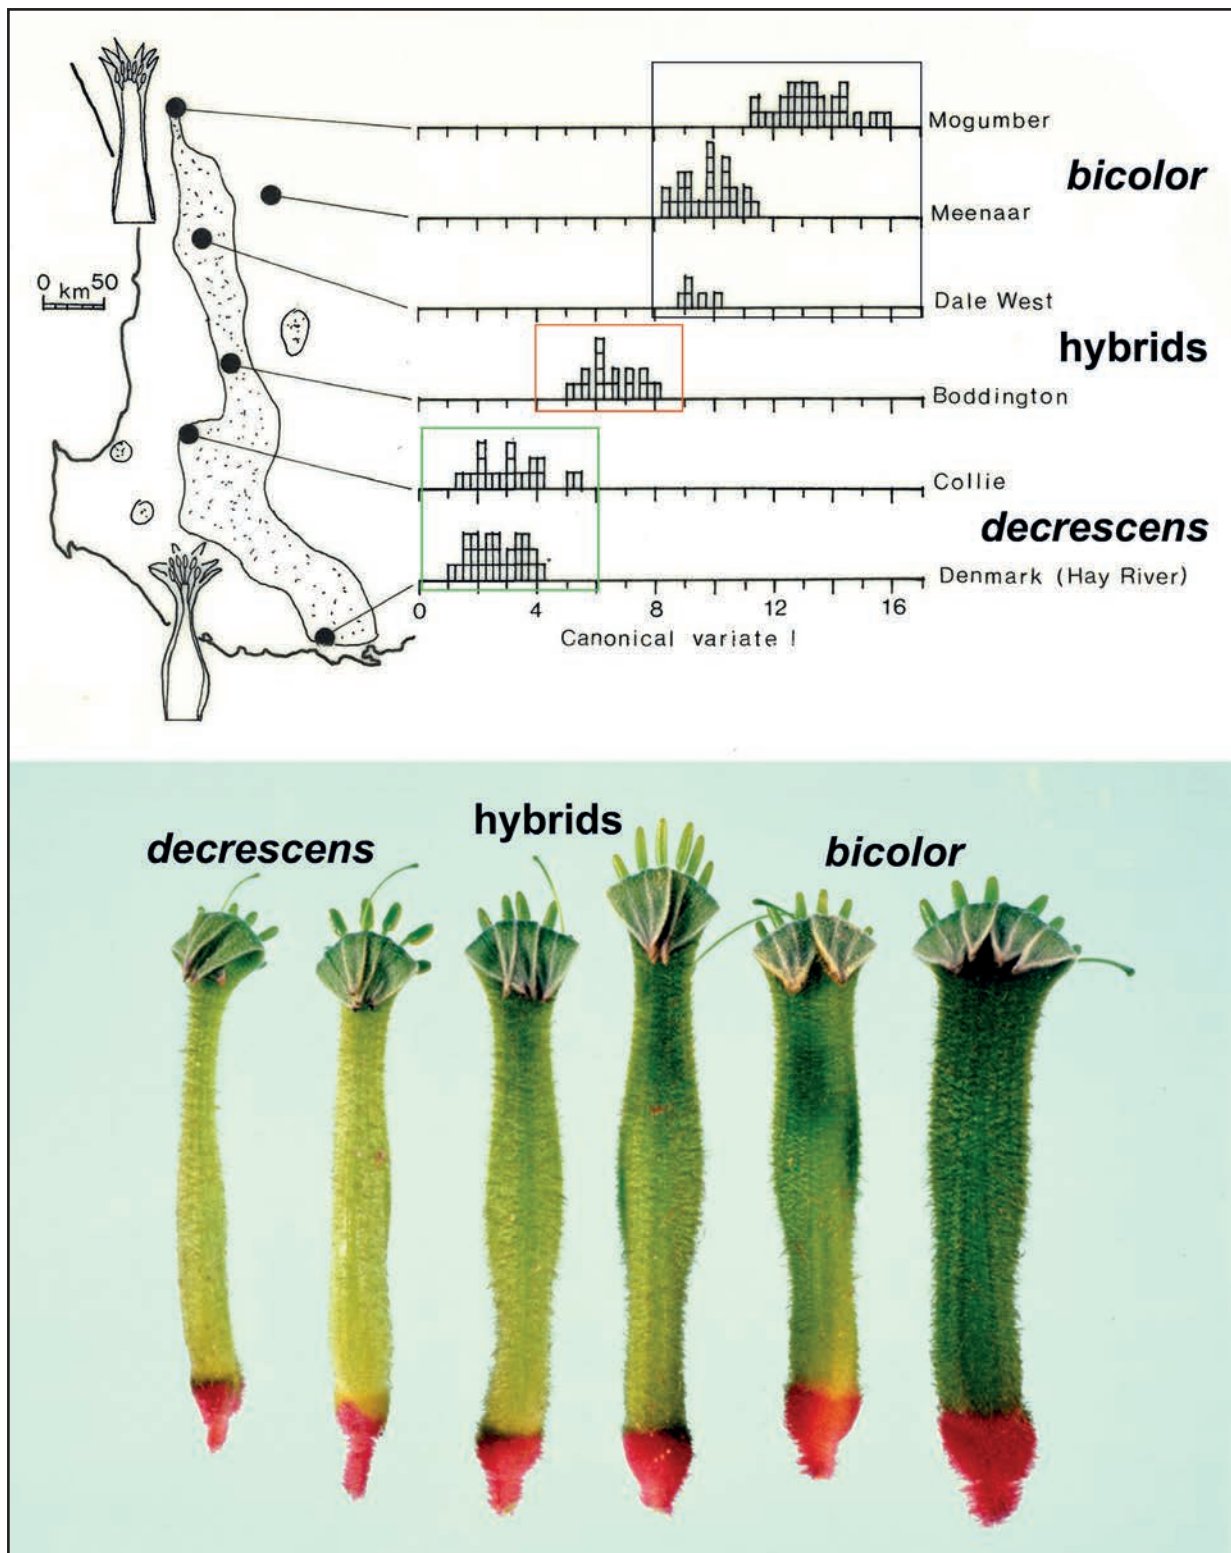 Mogumber
bicolor
Meenaar
0 km 50
Dale West
hybrids
Boddington
Collie
decrescens
Denmark (Hay River)
0 4 8 12 16
Canonical variate I
hybrids
decrescens
bicolor